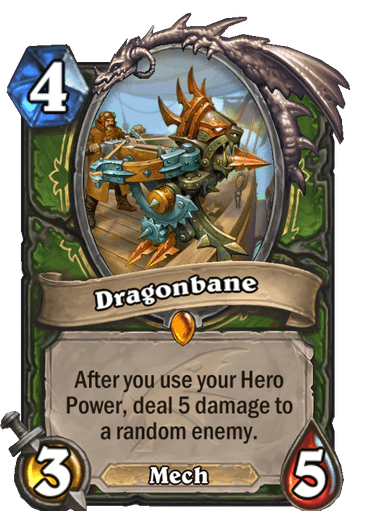 4
Dragonbane
After you use your Hero
Power, deal 5 damage to
a random enemy.
3
Mech
5